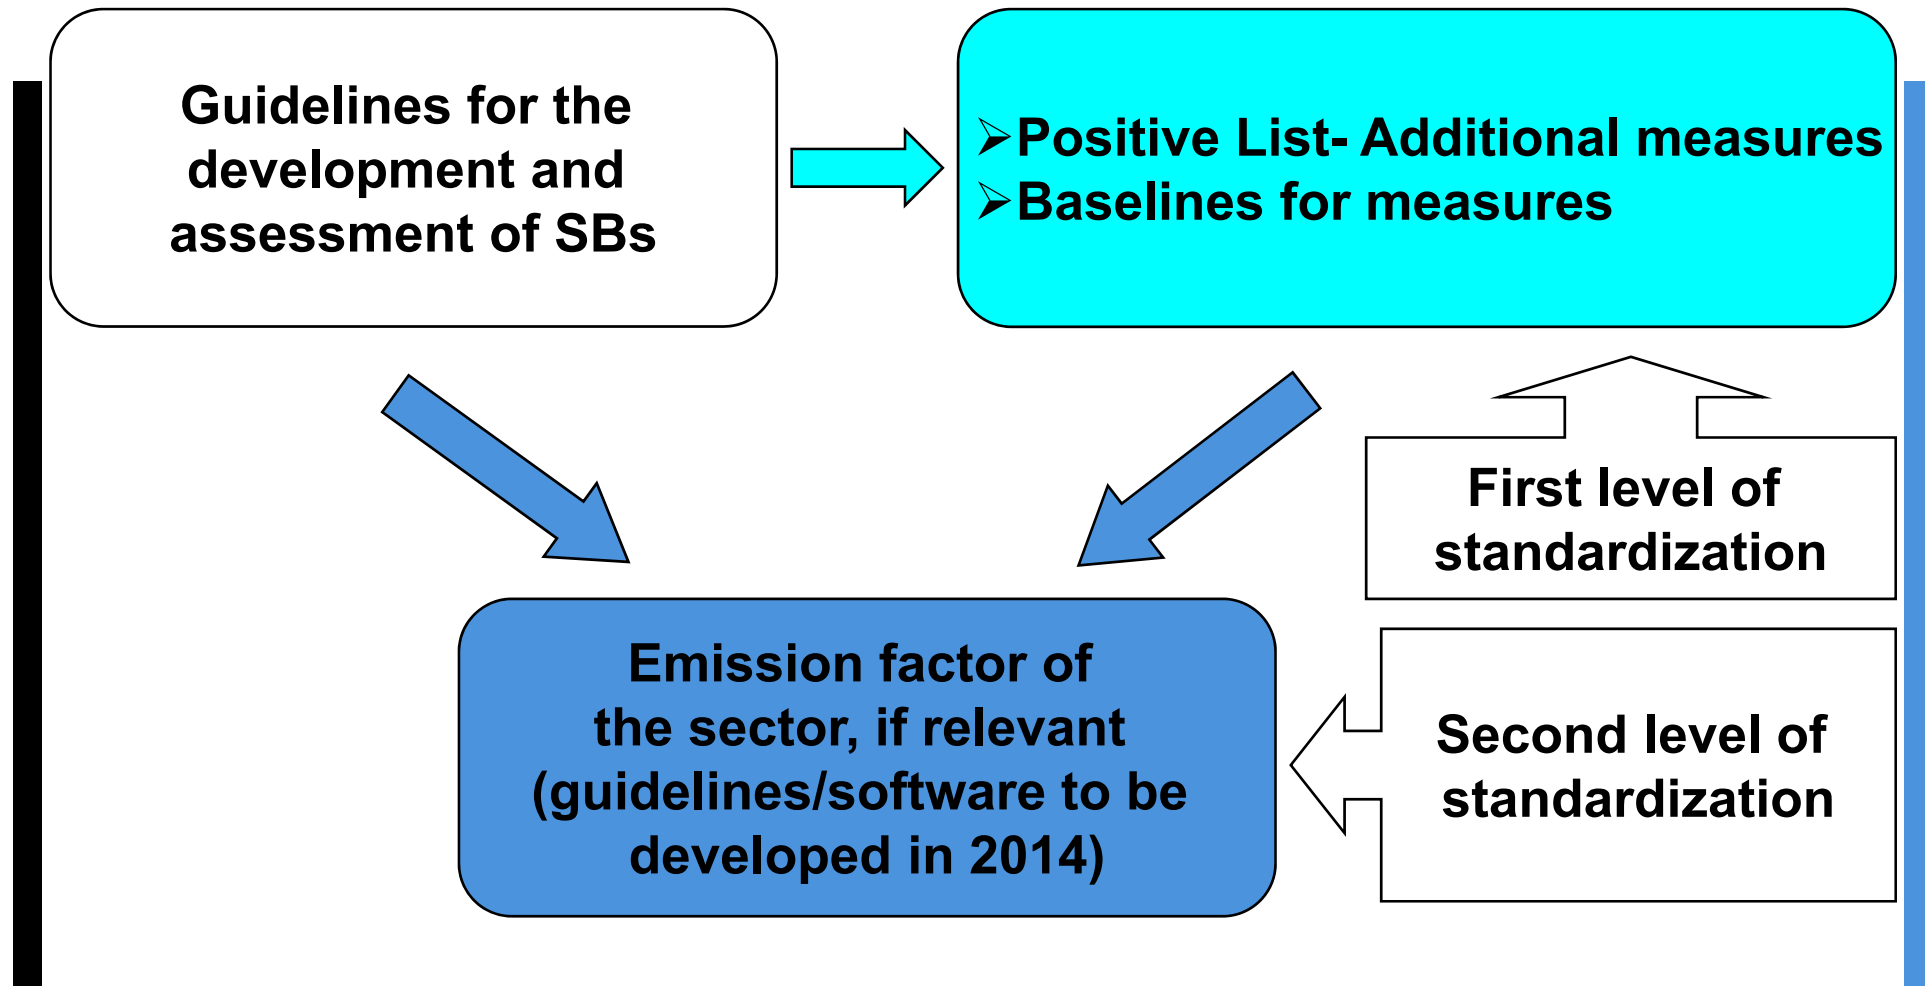 Guidelines for the
development and
assessment of SBs
➢Positive List- Additional measures
➢Baselines for measures
First level of
standardization
Emission factor of
the sector, if relevant
(guidelines/software to be
developed in 2014)
Second level of
standardization